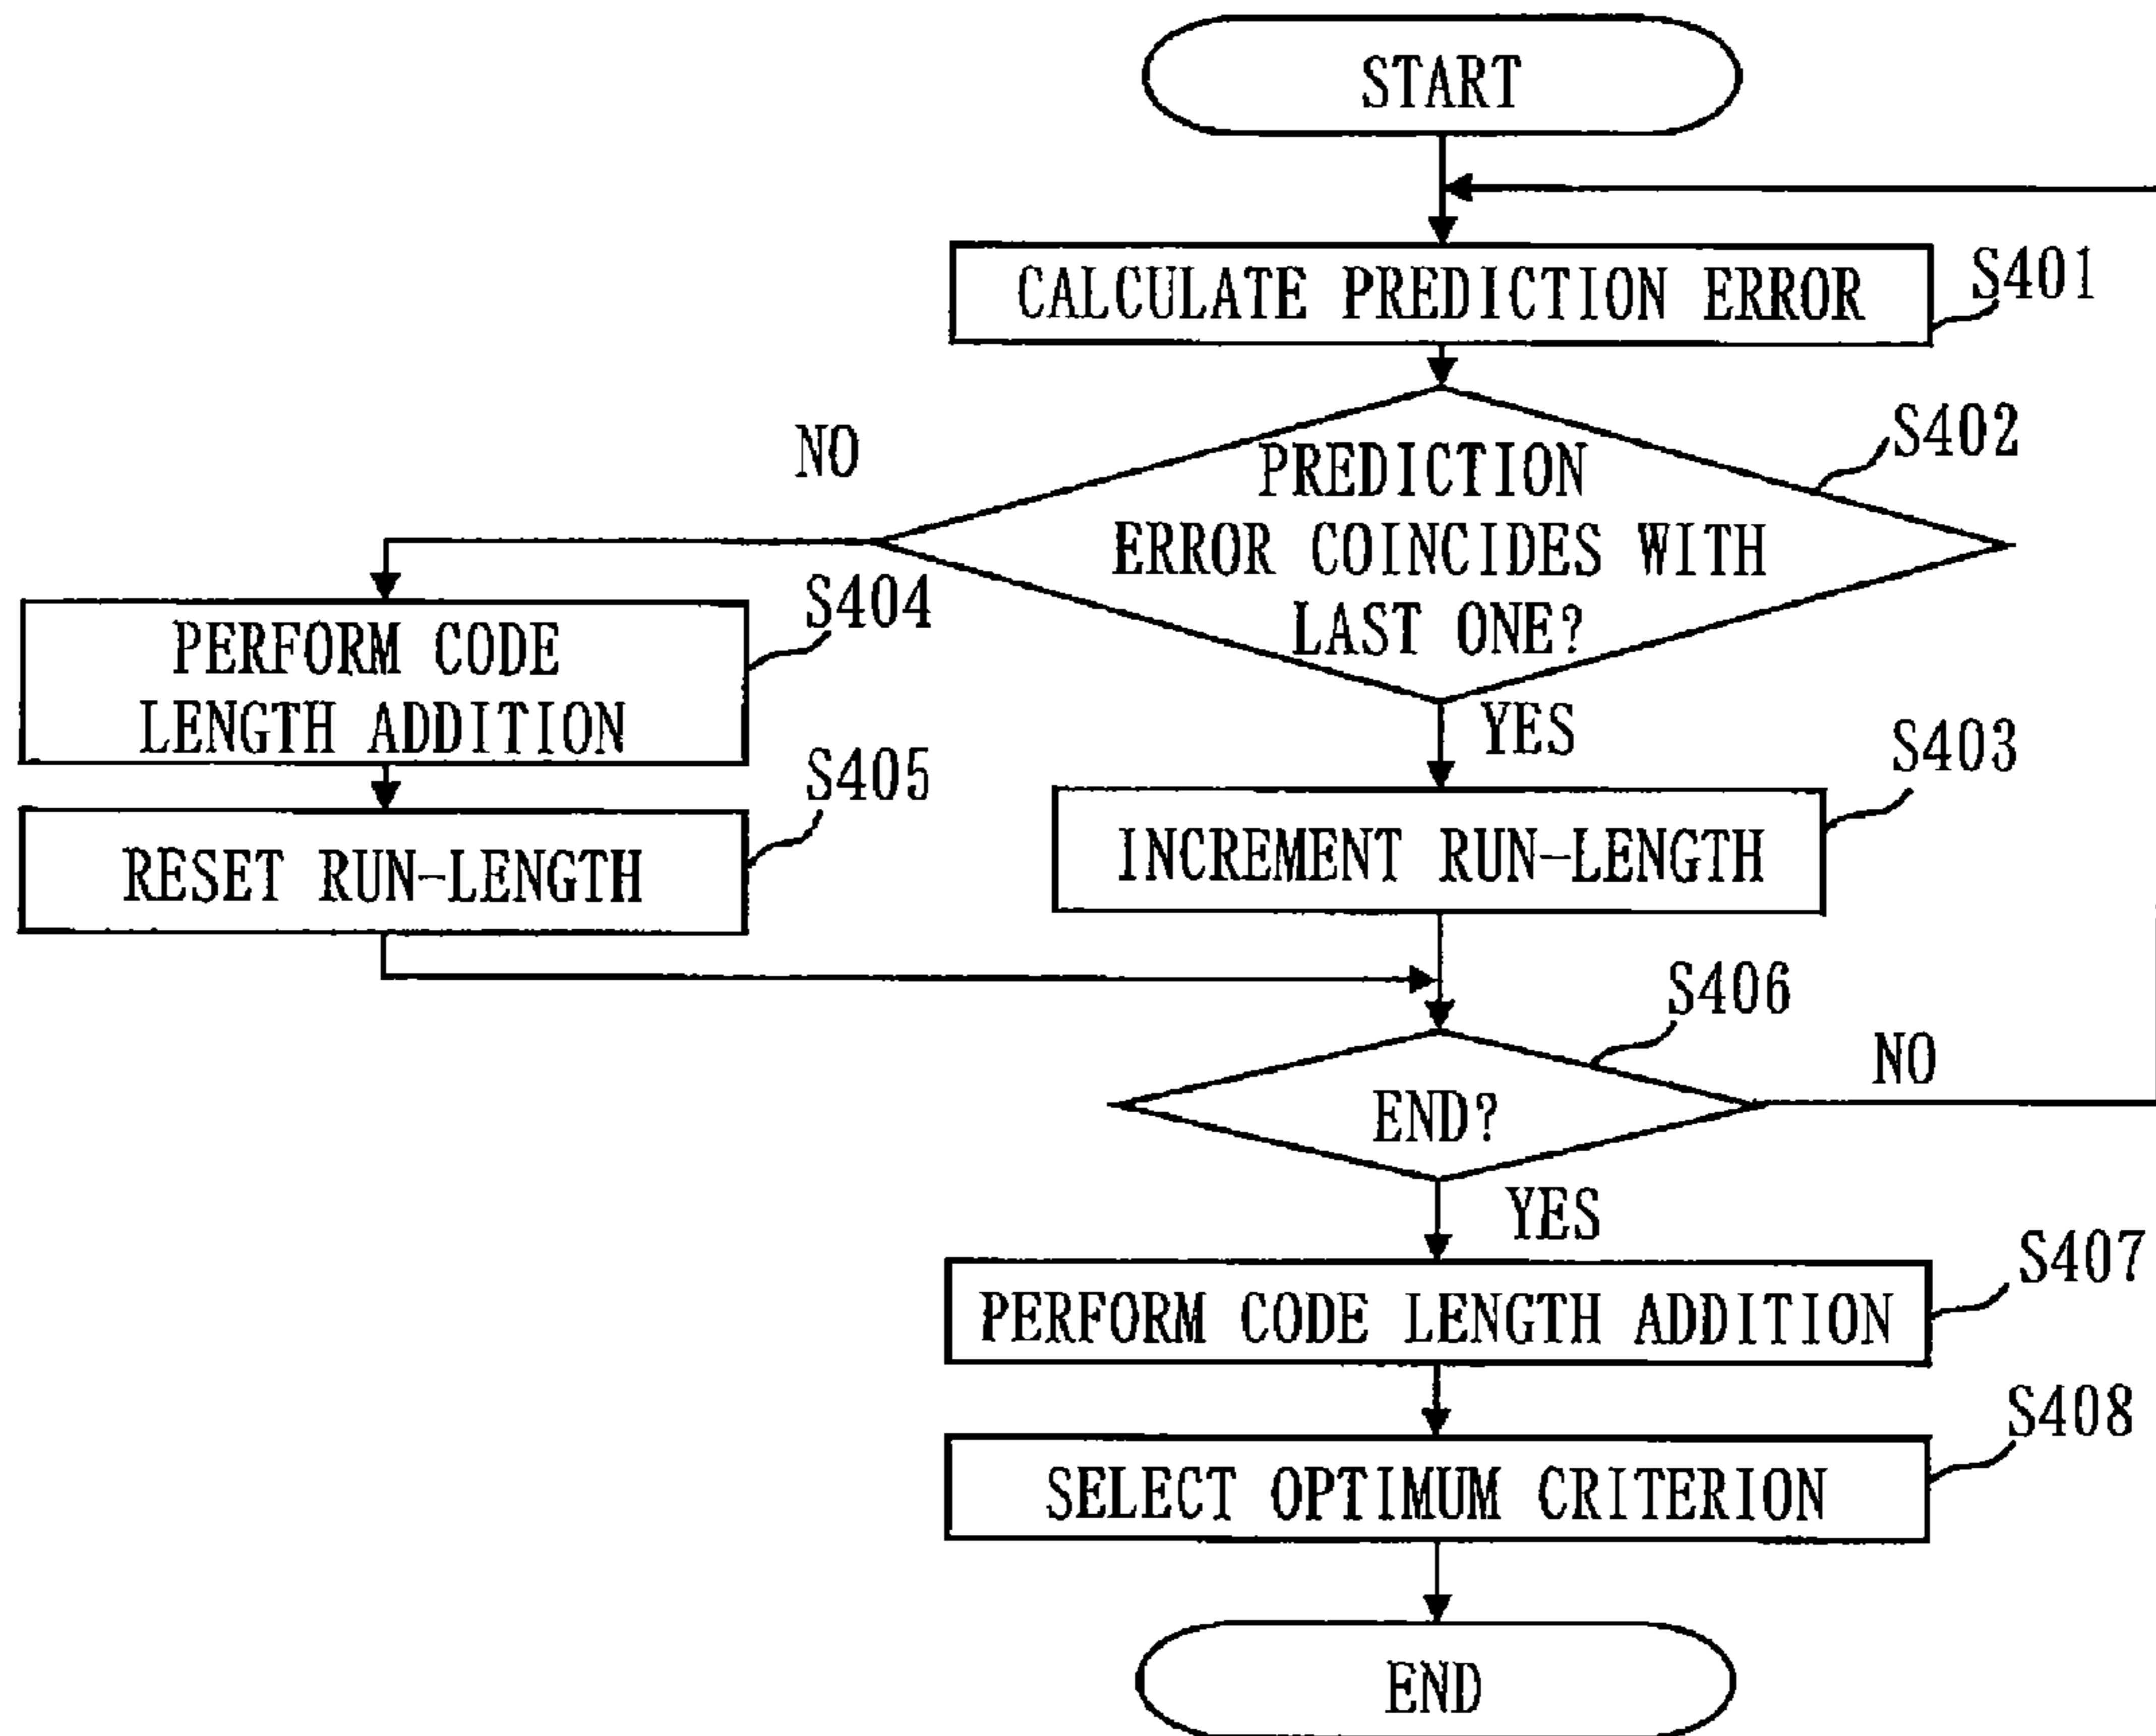 START
CALCULATE PREDICTION ERROR
S401
S402
NO
PREDICTION
ERROR COINCIDES WITH
LAST ONE?
YES
S404
PERFORM CODE
LENGTH ADDITION
S405
RESET RUN-LENGTH
S403
INCREMENT RUN-LENGTH
S406
END?
NO
YES
S407
PERFORM CODE LENGTH ADDITION
S408
SELECT OPTIMUM CRITERION
END